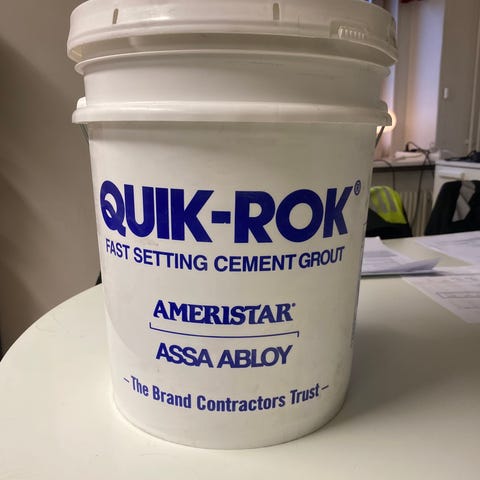 QUIK-ROK®
FAST SETTING CEMENT GROUT
AMERISTAR®
ASSA ABLOY
– The Brand Contractors Trust –